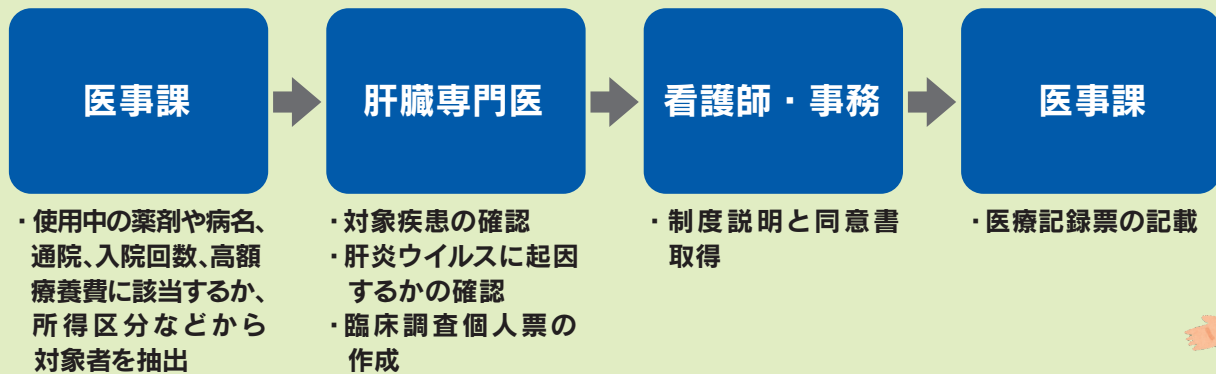 医事課
肝臓専門医
看護師・事務
医事課
・使用中の薬剤や病名、
通院、入院回数、高額
療養費に該当するか、
所得区分などから
対象者を抽出
・対象疾患の確認
・肝炎ウイルスに起因
するかの確認
・臨床調査個人票の
作成
・制度説明と同意書
取得
・医療記録票の記載